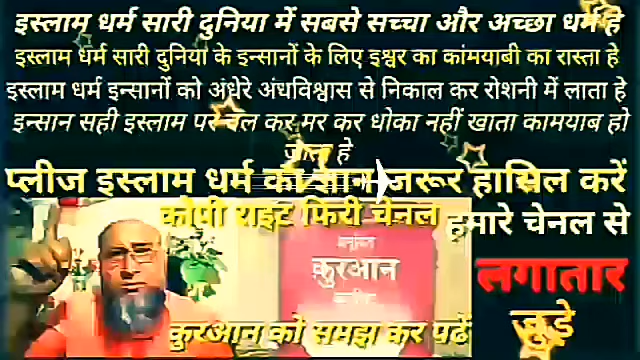 इस्लाम धर्म सारी दुनिया में सबसे सच्चा और अच्छा धर्म हे
इस्लाम धर्म सारी दुनिया के इन्सानों के लिए इश्वर का कांमयाबी का रास्ता हे
इस्लाम धर्म इन्सानों को अंधेरे अंधविश्वास से निकाल कर रोशनी में लाता हे
इन्सान सही इस्लाम पर चल कर मर कर धोका नहीं खाता कामयाब हो
जाता हे
प्लीज इस्लाम धर्म का ज्ञान जरूर हासिल करें
कोपी राइट फिरी चेनल
हमारे चेनल से
क़ुरआन
लगातार
जुड़े
कुरआन को समझ कर पढें